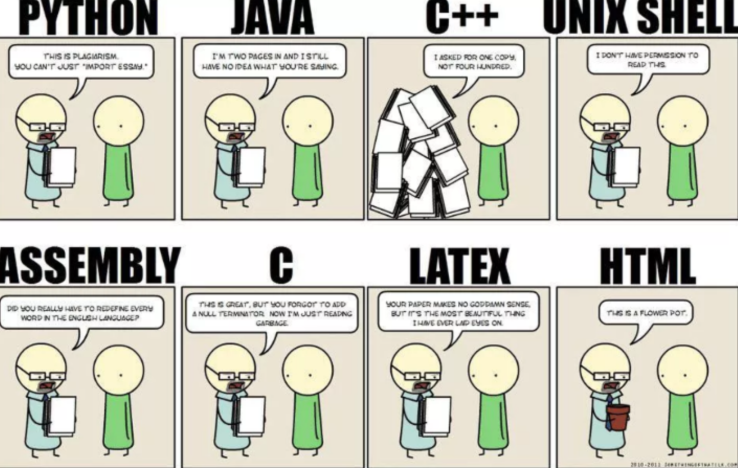 PYTHON
JAVA
C++
UNIX SHELL
THIS IS PLAGIARISM.
YOU CAN'T JUST "IMPORT ESSAY."
I'M TWO PAGES IN AND I STILL
HAVE NO IDEA WHAT YOU'RE SAYING.
I ASKED FOR ONE COPY,
NOT FOUR HUNDRED.
I DON'T HAVE PERMISSION TO
READ THIS.
ASSEMBLY
C
LATEX
HTML
DID YOU REALLY HAVE TO REDEFINE EVERY
WORD IN THE ENGLISH LANGUAGE?
THIS IS GREAT, BUT YOU FORGOT TO ADD
A NULL TERMINATOR. NOW I'M JUST READING
GARBAGE.
YOUR PAPER MAKES NO GODDAMN SENSE,
BUT IT'S THE MOST BEAUTIFUL THING
I HAVE EVER LAID EYES ON.
THIS IS A FLOWER POT.